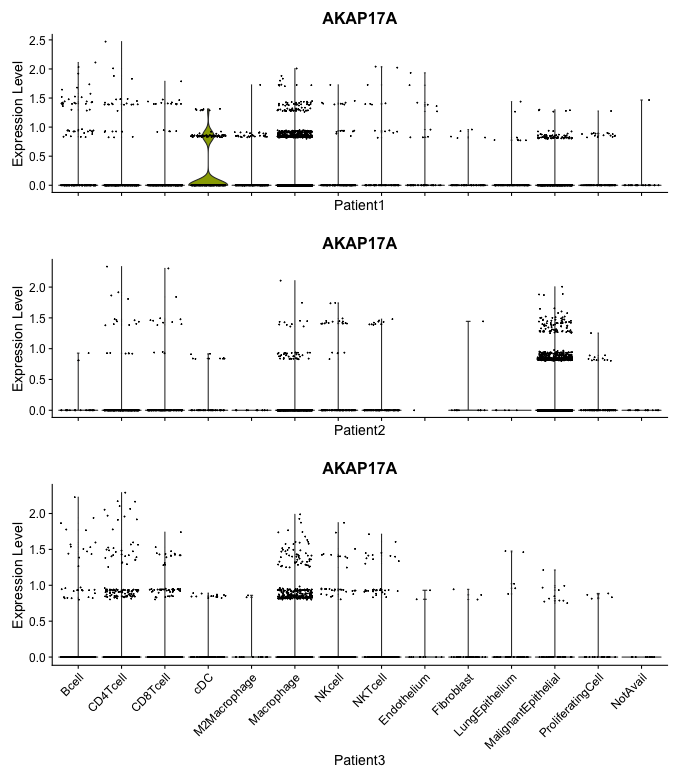 AKAP17A
Expression Level
2.5
2.0
1.5
1.0
0.5
0.0
Patient1
AKAP17A
Expression Level
2.0
1.5
1.0
0.5
0.0
Patient2
AKAP17A
Expression Level
2.0
1.5
1.0
0.5
0.0
Bcell
CD4Tcell
CD8Tcell
cDC
M2Macrophage
Macrophage
NKcell
NKTcell
Endothelium
Fibroblast
LungEpithelium
MalignantEpithelial
ProliferatingCell
NotAvail
Patient3